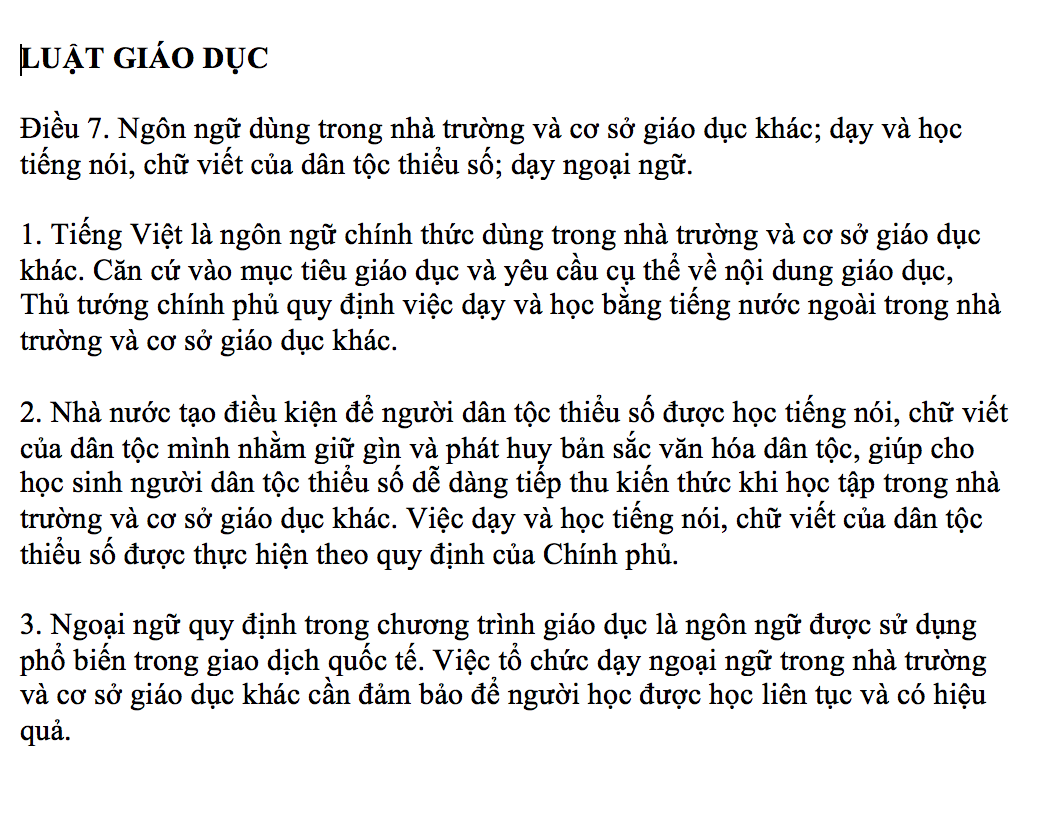 LUẬT GIÁO DỤC
Điều 7. Ngôn ngữ dùng trong nhà trường và cơ sở giáo dục khác; dạy và học
tiếng nói, chữ viết của dân tộc thiểu số; dạy ngoại ngữ.
1. Tiếng Việt là ngôn ngữ chính thức dùng trong nhà trường và cơ sở giáo dục
khác. Căn cứ vào mục tiêu giáo dục và yêu cầu cụ thể về nội dung giáo dục,
Thủ tướng chính phủ quy định việc dạy và học bằng tiếng nước ngoài trong nhà
trường và cơ sở giáo dục khác.
2. Nhà nước tạo điều kiện để người dân tộc thiểu số được học tiếng nói, chữ viết
của dân tộc mình nhằm giữ gìn và phát huy bản sắc văn hóa dân tộc, giúp cho
học sinh người dân tộc thiểu số dễ dàng tiếp thu kiến thức khi học tập trong nhà
trường và cơ sở giáo dục khác. Việc dạy và học tiếng nói, chữ viết của dân tộc
thiểu số được thực hiện theo quy định của Chính phủ.
3. Ngoại ngữ quy định trong chương trình giáo dục là ngôn ngữ được sử dụng
phổ biến trong giao dịch quốc tế. Việc tổ chức dạy ngoại ngữ trong nhà trường
và cơ sở giáo dục khác cần đảm bảo để người học được học liên tục và có hiệu
quả.